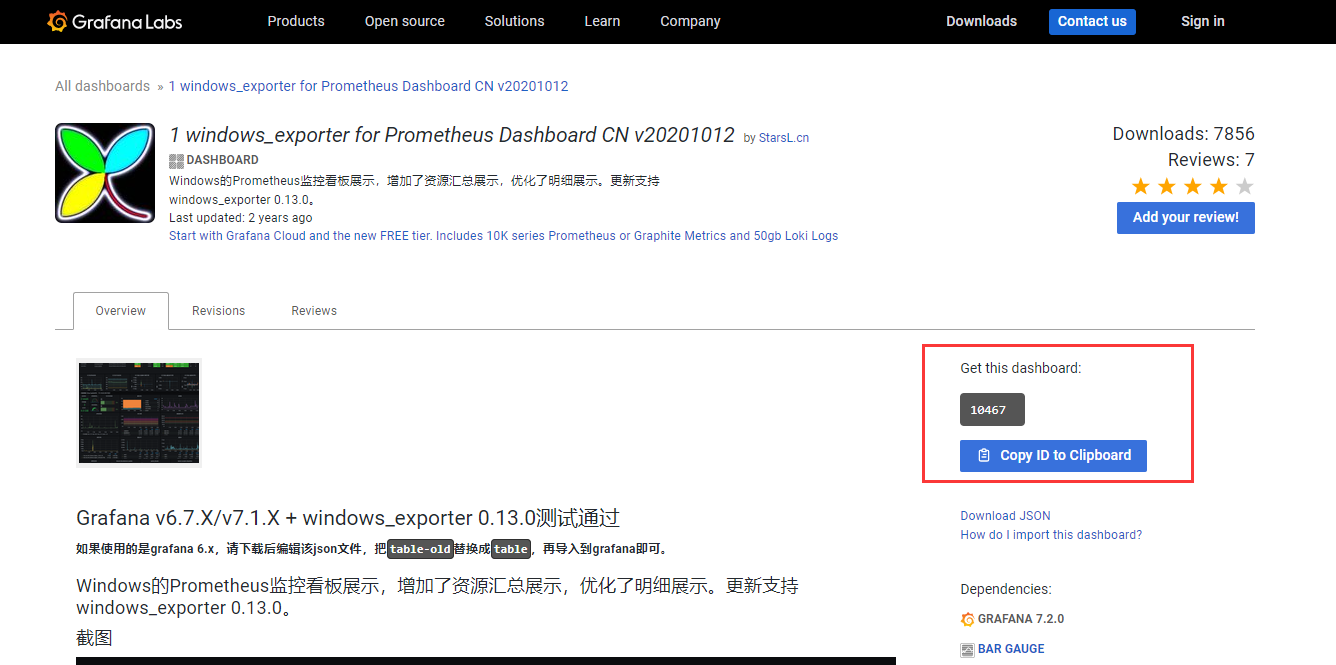 Grafana Labs Products Open source Solutions Learn Company Downloads Contact us Sign in
All dashboards » 1 windows_exporter for Prometheus Dashboard CN v20201012
1 windows_exporter for Prometheus Dashboard CN v20201012 by StarsL.cn
DASHBOARD
Windows的Prometheus监控看板展示，增加了资源汇总展示，优化了明细展示。更新支持
windows_exporter 0.13.0。
Last updated: 2 years ago
Start with Grafana Cloud and the new FREE tier. Includes 10K series Prometheus or Graphite Metrics and 50gb Loki Logs
Downloads: 7856
Reviews: 7
Add your review!
Overview Revisions Reviews
Get this dashboard:
10467
Copy ID to Clipboard
Grafana v6.7.X/v7.1.X + windows_exporter 0.13.0测试通过
如果使用的是grafana 6.x，请下载后编辑该json文件，把table-old替换成table，再导入到grafana即可。
Windows的Prometheus监控看板展示，增加了资源汇总展示，优化了明细展示。更新支持
windows_exporter 0.13.0。
截图
Download JSON
How do I import this dashboard?
Dependencies:
GRAFANA 7.2.0
BAR GAUGE